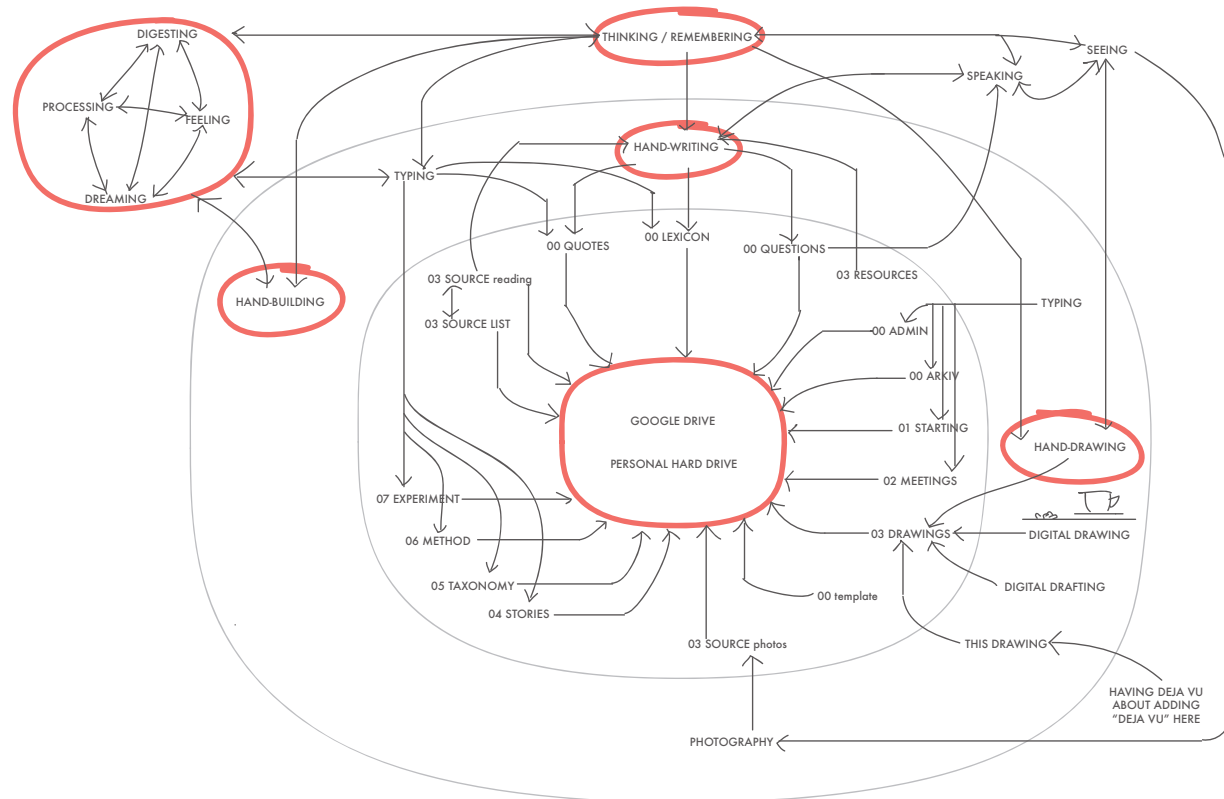 DIGESTING
THINKING / REMEMBERING
SEEING
SPEAKING
PROCESSING
FEELING
HAND-WRITING
TYPING
DREAMING
00 QUOTES
00 LEXICON
00 QUESTIONS
03 SOURCE reading
03 RESOURCES
HAND-BUILDING
TYPING
03 SOURCE LIST
00 ADMIN
00 ARKIV
GOOGLE DRIVE
01 STARTING
HAND-DRAWING
PERSONAL HARD DRIVE
02 MEETINGS
07 EXPERIMENT
03 DRAWINGS
DIGITAL DRAWING
06 METHOD
05 TAXONOMY
DIGITAL DRAFTING
00 template
04 STORIES
03 SOURCE photos
THIS DRAWING
HAVING DEJA VU
ABOUT ADDING
"DEJA VU" HERE
PHOTOGRAPHY